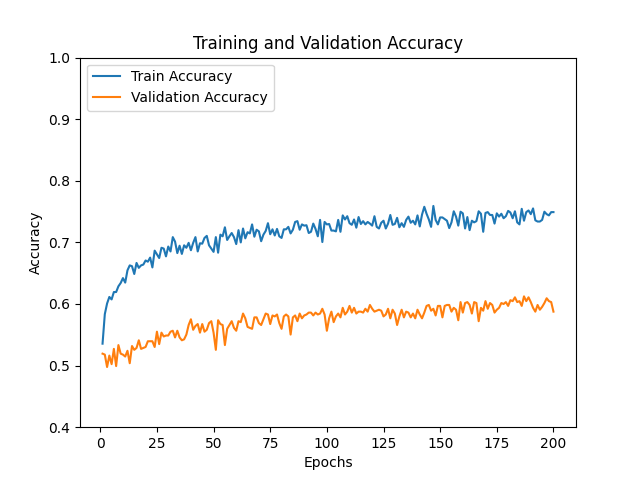 Training and Validation Accuracy
Train Accuracy
Validation Accuracy
1.0
0.9
0.8
0.7
0.6
0.5
0.4
Accuracy
0 25 50 75 100 125 150 175 200
Epochs